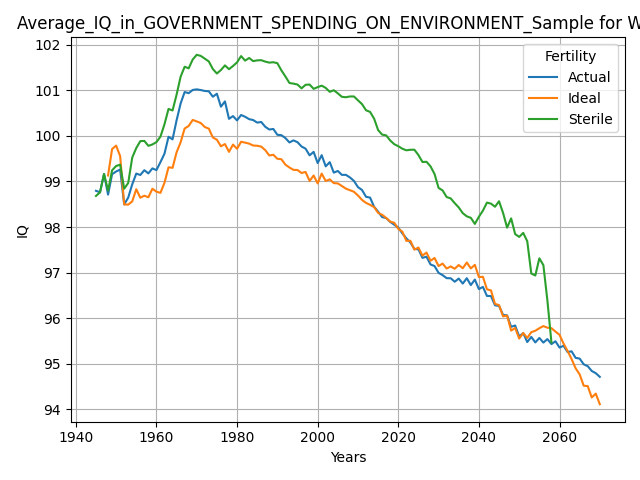 Average_IQ_in_GOVERNMENT_SPENDING_ON_ENVIRONMENT_Sample for W
102
101
100
99
98
97
96
95
94
IQ
1940
1960
1980
2000
2020
2040
2060
Years
Fertility
Actual
Ideal
Sterile